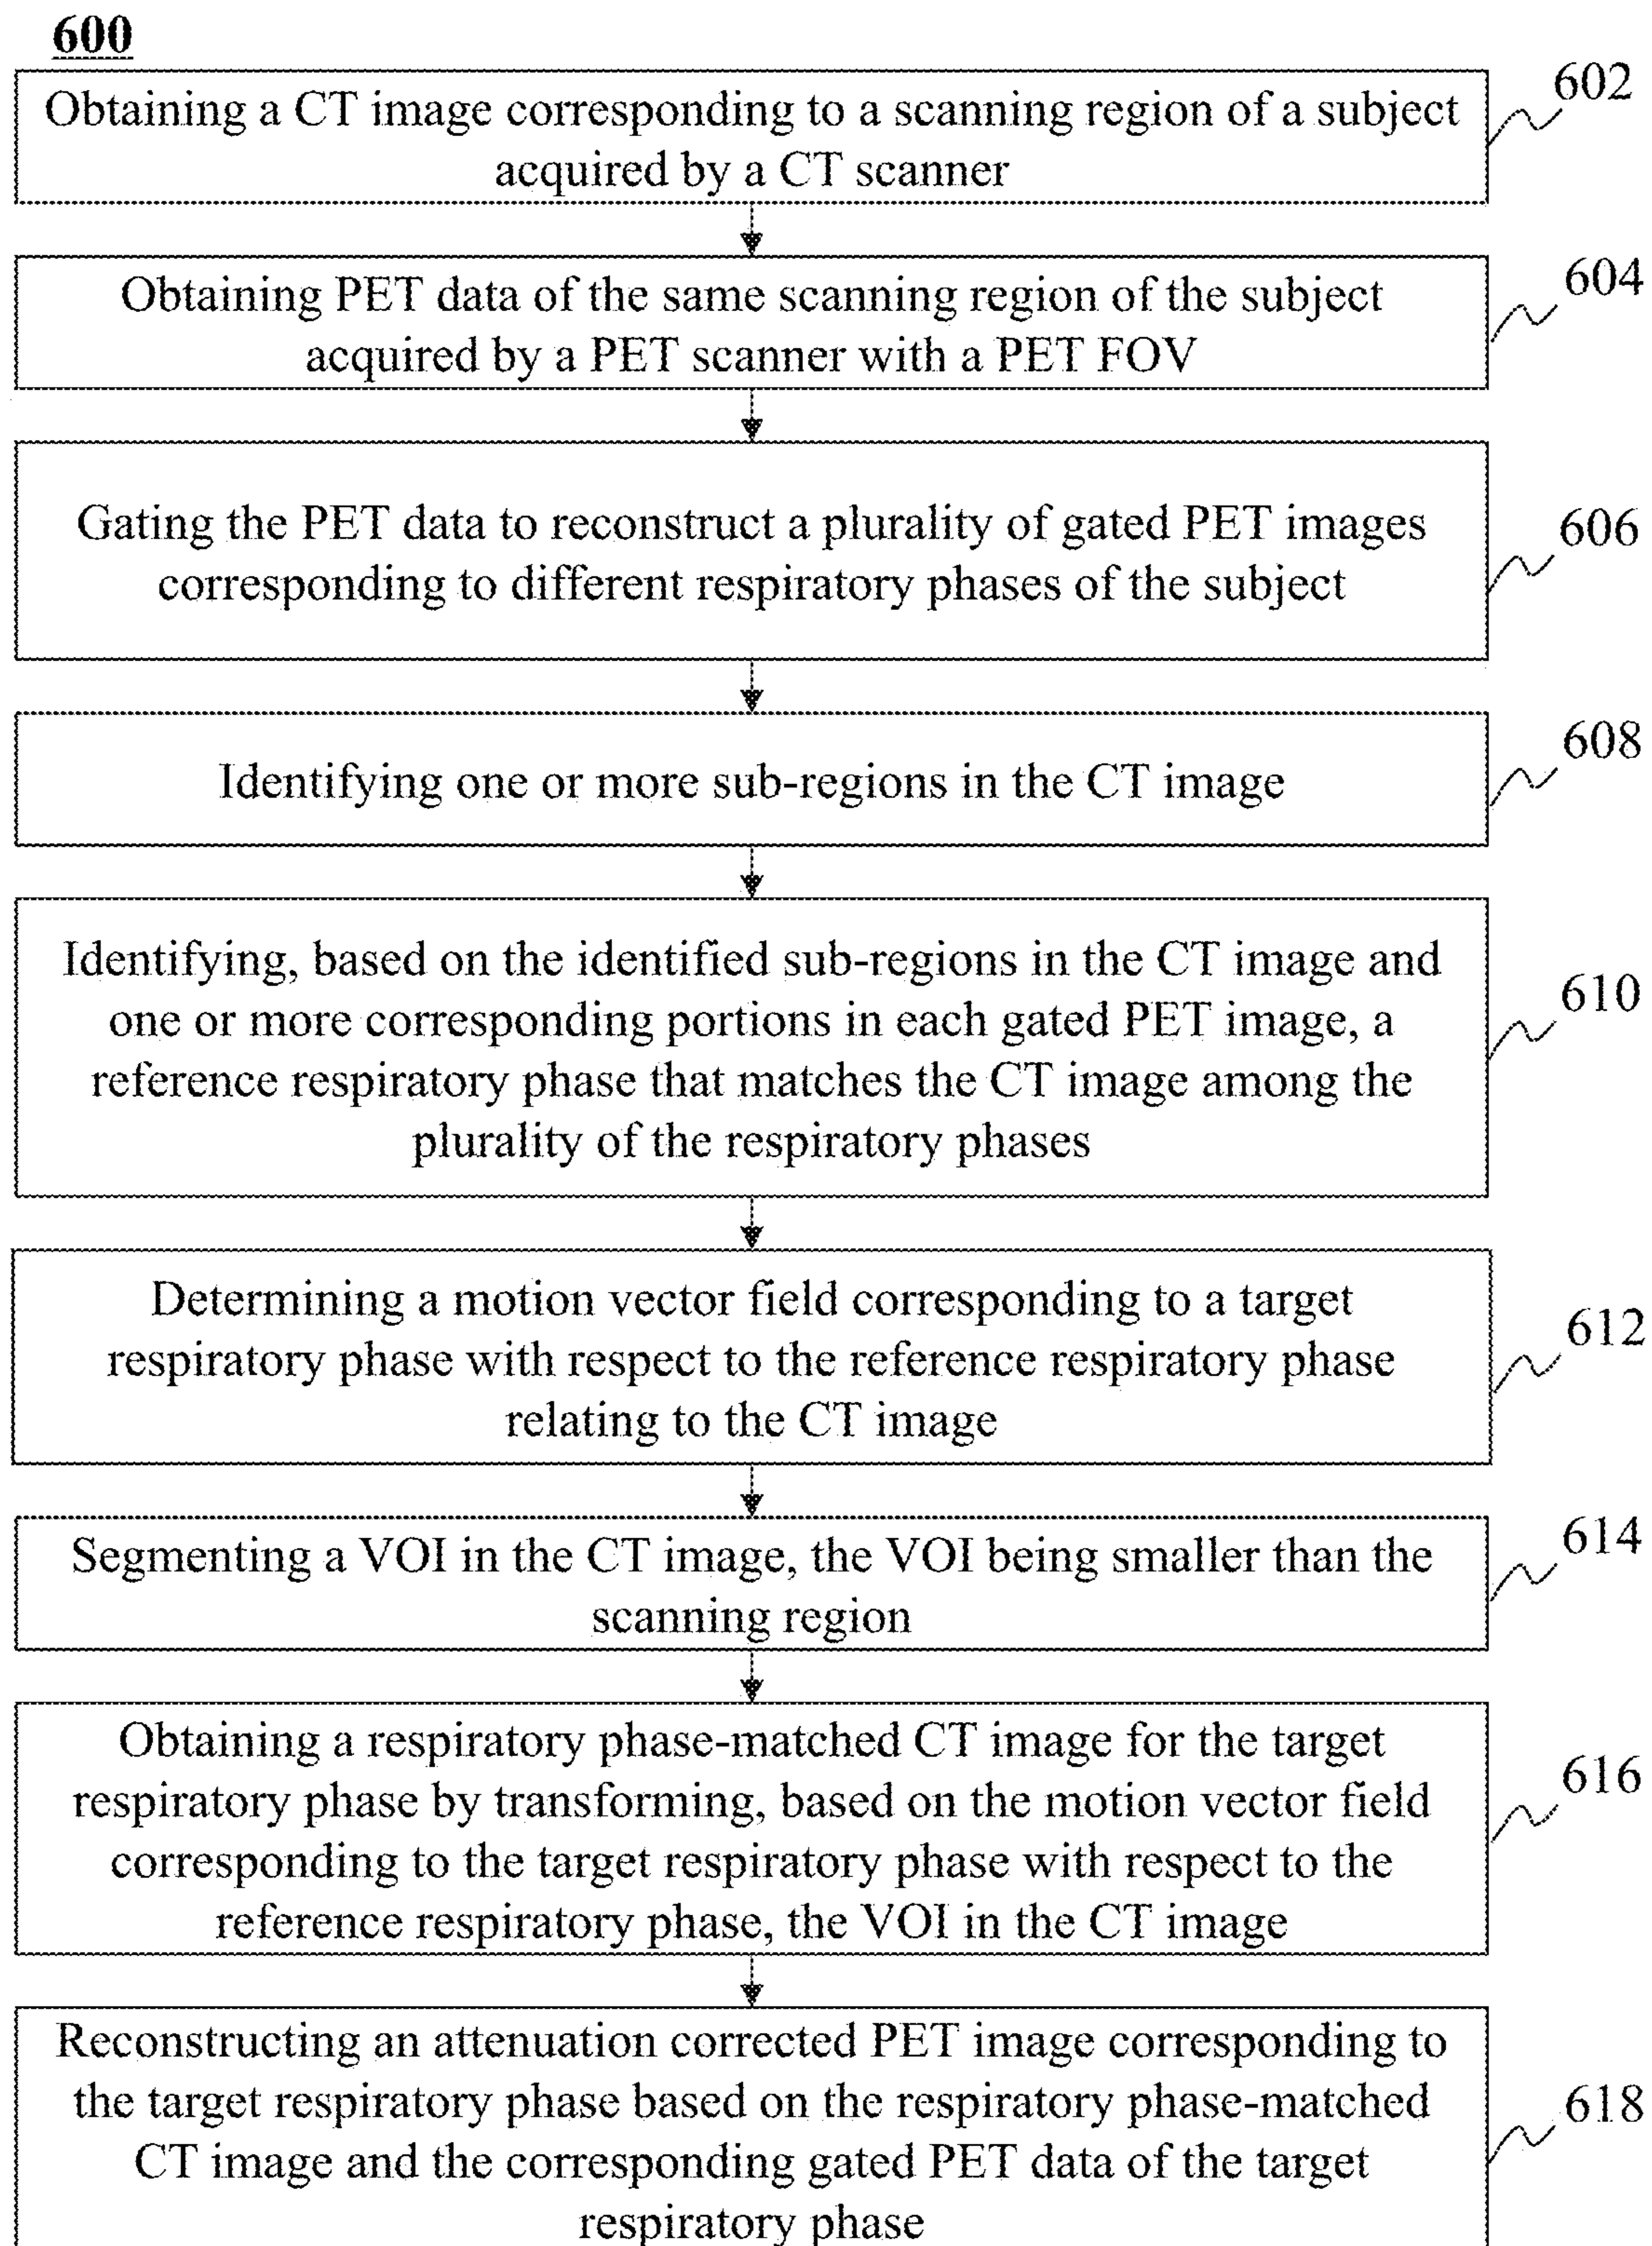 600
Obtaining a CT image corresponding to a scanning region of a subject
acquired by a CT scanner
602
Obtaining PET data of the same scanning region of the subject
acquired by a PET scanner with a PET FOV
604
Gating the PET data to reconstruct a plurality of gated PET images
corresponding to different respiratory phases of the subject
606
Identifying one or more sub-regions in the CT image
608
Identifying, based on the identified sub-regions in the CT image and
one or more corresponding portions in each gated PET image, a
reference respiratory phase that matches the CT image among the
plurality of the respiratory phases
610
Determining a motion vector field corresponding to a target
respiratory phase with respect to the reference respiratory phase
relating to the CT image
612
Segmenting a VOI in the CT image, the VOI being smaller than the
scanning region
614
Obtaining a respiratory phase-matched CT image for the target
respiratory phase by transforming, based on the motion vector field
corresponding to the target respiratory phase with respect to the
reference respiratory phase, the VOI in the CT image
616
Reconstructing an attenuation corrected PET image corresponding to
the target respiratory phase based on the respiratory phase-matched
CT image and the corresponding gated PET data of the target
respiratory phase
618